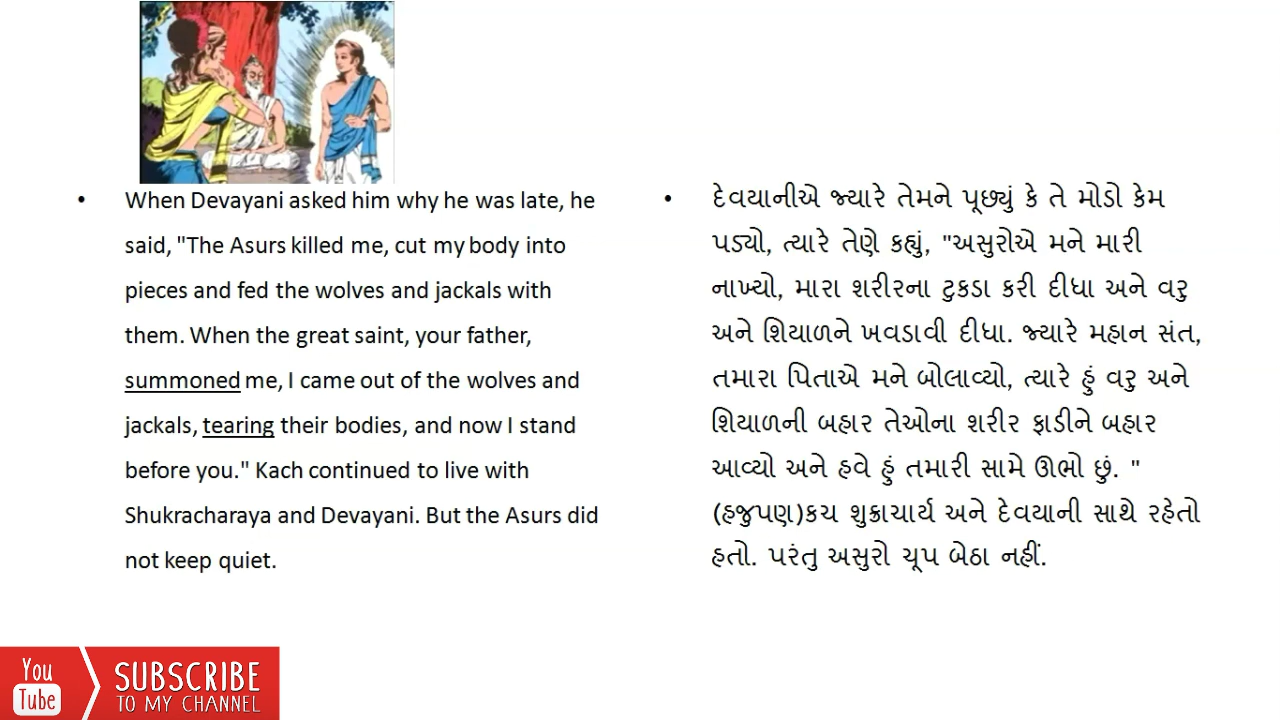 • When Devayani asked him why he was late, he
said, "The Asurs killed me, cut my body into
pieces and fed the wolves and jackals with
them. When the great saint, your father,
summoned me, I came out of the wolves and
jackals, tearing their bodies, and now I stand
before you." Kach continued to live with
Shukracharaya and Devayani. But the Asurs did
not keep quiet.
• દેવયાનીએ જ્યારે તેમને પૂછ્યું કે તે મોડો કેમ
પડ્યો, ત્યારે તેણે કહ્યું, "અસુરોએ મને મારી
નાખ્યો, મારા શરીરના ટુકડા કરી દીધા અને વરુ
અને શિયાળને ખવડાવી દીધા. જ્યારે મહાન સંત,
તમારા પિતાએ મને બોલાવ્યો, ત્યારે હું વરુ અને
શિયાળની બહાર તેઓના શરીર ફાડીને બહાર
આવ્યો અને હવે હું તમારી સામે ઊભો છું. "
(હજુપણ)કચ શુક્રાચાર્ય અને દેવયાની સાથે રહેતો
હતો. પરંતુ અસુરો ચૂપ બેઠા નહીં.
You
Tube
SUBSCRIBE
TO MY CHANNEL